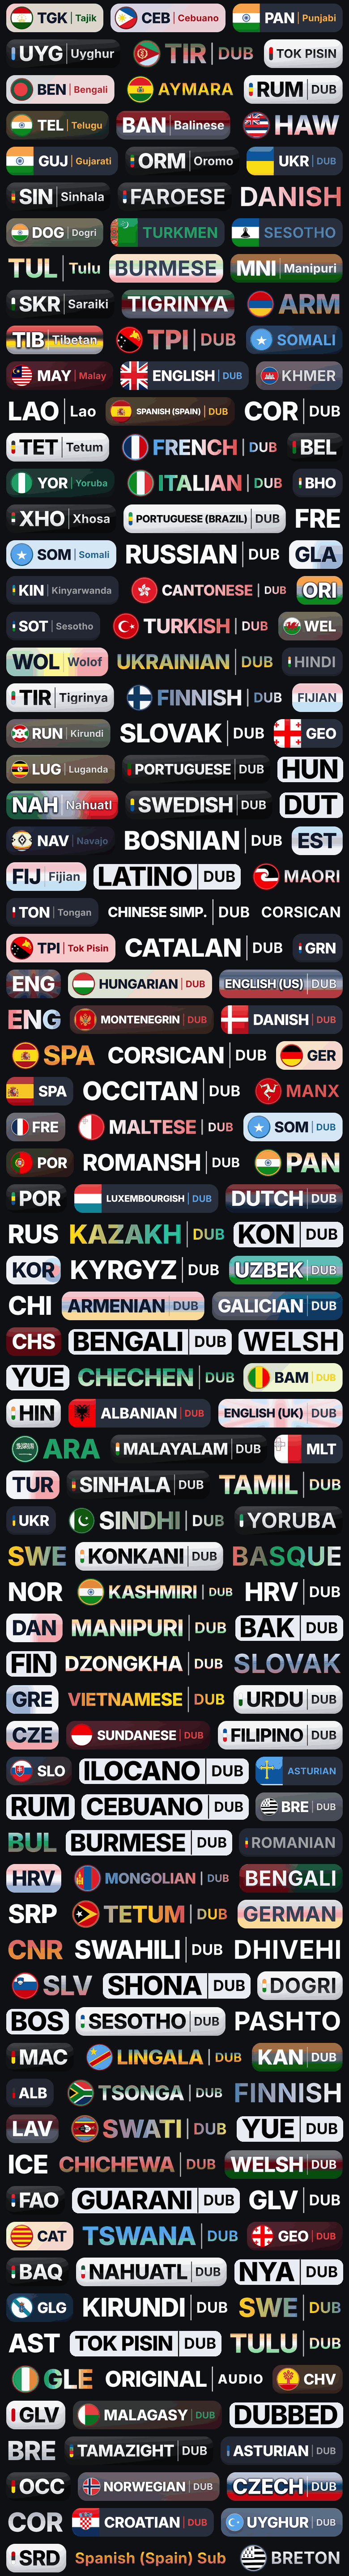 TGK | Tajik CEB | Cebuano PAN | Punjabi
UYG | Uyghur TIR | DUB TOK PISIN
BEN | Bengali AYMARA RUM | DUB
TEL | Telugu BAN | Balinese HAW
GUJ | Gujarati ORM | Oromo UKR | DUB
SIN | Sinhala FAROESE DANISH
DOG | Dogri TURKMEN SESOTHO
TUL | Tulu BURMESE MNI | Manipuri
SKR | Saraiki TIGRINYA ARM
TIB | Tibetan TPI | DUB SOMALI
MAY | Malay ENGLISH | DUB KHMER
LAO | Lao SPANISH (SPAIN) | DUB COR | DUB
TET | Tetum FRENCH | DUB BEL
YOR | Yoruba ITALIAN | DUB BHO
XHO | Xhosa PORTUGUESE (BRAZIL) | DUB FRE
SOM | Somali RUSSIAN | DUB GLA
KIN | Kinyarwanda CANTONESE | DUB ORI
SOT | Sesotho TURKISH | DUB WEL
WOL | Wolof UKRAINIAN | DUB HINDI
TIR | Tigrinya FINNISH | DUB FIJIAN
RUN | Kirundi SLOVAK | DUB GEO
LUG | Luganda PORTUGUESE | DUB HUN
NAH | Nahuatl SWEDISH | DUB DUT
NAV | Navajo BOSNIAN | DUB EST
FIJ | Fijian LATINO | DUB MAORI
TON | Tongan CHINESE SIMP. | DUB CORSICAN
TPI | Tok Pisin CATALAN | DUB GRN
ENG HUNGARIAN | DUB ENGLISH (US) | DUB
ENG MONTENEGRIN | DUB DANISH | DUB
SPA CORSICAN | DUB GER
SPA OCCITAN | DUB MANX
FRE MALTESE | DUB SOM | DUB
POR ROMANSH | DUB PAN
POR LUXEMBOURGISH | DUB DUTCH | DUB
RUS KAZAKH | DUB KON | DUB
KOR KYRGYZ | DUB UZBEK | DUB
CHI ARMENIAN | DUB GALICIAN | DUB
CHS BENGALI | DUB WELSH
YUE CHECHEN | DUB BAM | DUB
HIN ALBANIAN | DUB ENGLISH (UK) | DUB
ARA MALAYALAM | DUB MLT
TUR SINHALA | DUB TAMIL | DUB
UKR SINDHI | DUB YORUBA
SWE KONKANI | DUB BASQUE
NOR KASHMIRI | DUB HRV | DUB
DAN MANIPURI | DUB BAK | DUB
FIN DZONGKHA | DUB SLOVAK
GRE VIETNAMESE | DUB URDU | DUB
CZE SUNDANESE | DUB FILIPINO | DUB
SLO ILOCANO | DUB ASTURIAN
RUM CEBUANO | DUB BRE | DUB
BUL BURMESE | DUB ROMANIAN
HRV MONGOLIAN | DUB BENGALI
SRP TETUM | DUB GERMAN
CNR SWAHILI | DUB DHIVEHI
SLV SHONA | DUB DOGRI
BOS SESOTHO | DUB PASHTO
MAC LINGALA | DUB KAN | DUB
ALB TSONGA | DUB FINNISH
LAV SWATI | DUB YUE | DUB
ICE CHICHEWA | DUB WELSH | DUB
FAO GUARANI | DUB GLV | DUB
CAT TSWANA | DUB GEO | DUB
BAQ NAHUATL | DUB NYA | DUB
GLG KIRUNDI | DUB SWE | DUB
AST TOK PISIN | DUB TULU | DUB
GLE ORIGINAL | AUDIO CHV
GLV MALAGASY | DUB DUBBED
BRE TAMAZIGHT | DUB ASTURIAN | DUB
OCC NORWEGIAN | DUB CZECH | DUB
COR CROATIAN | DUB UYGHUR | DUB
SRD Spanish (Spain) Sub BRETON